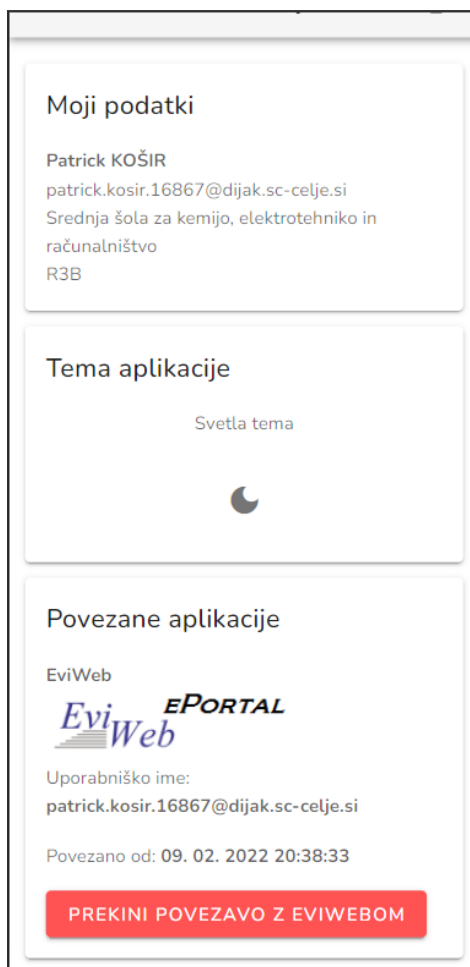 Moji podatki
Patrick KOŠIR
patrick.kosir.16867@dijak.sc-celje.si
Srednja šola za kemijo, elektrotehniko in
računalništvo
R3B
Tema aplikacije
Svetla tema
Povezane aplikacije
EviWeb
EviWeb ePortal
Uporabniško ime:
patrick.kosir.16867@dijak.sc-celje.si
Povezano od: 09. 02. 2022 20:38:33
PREKINI POVEZAVO Z EVIWEBOM